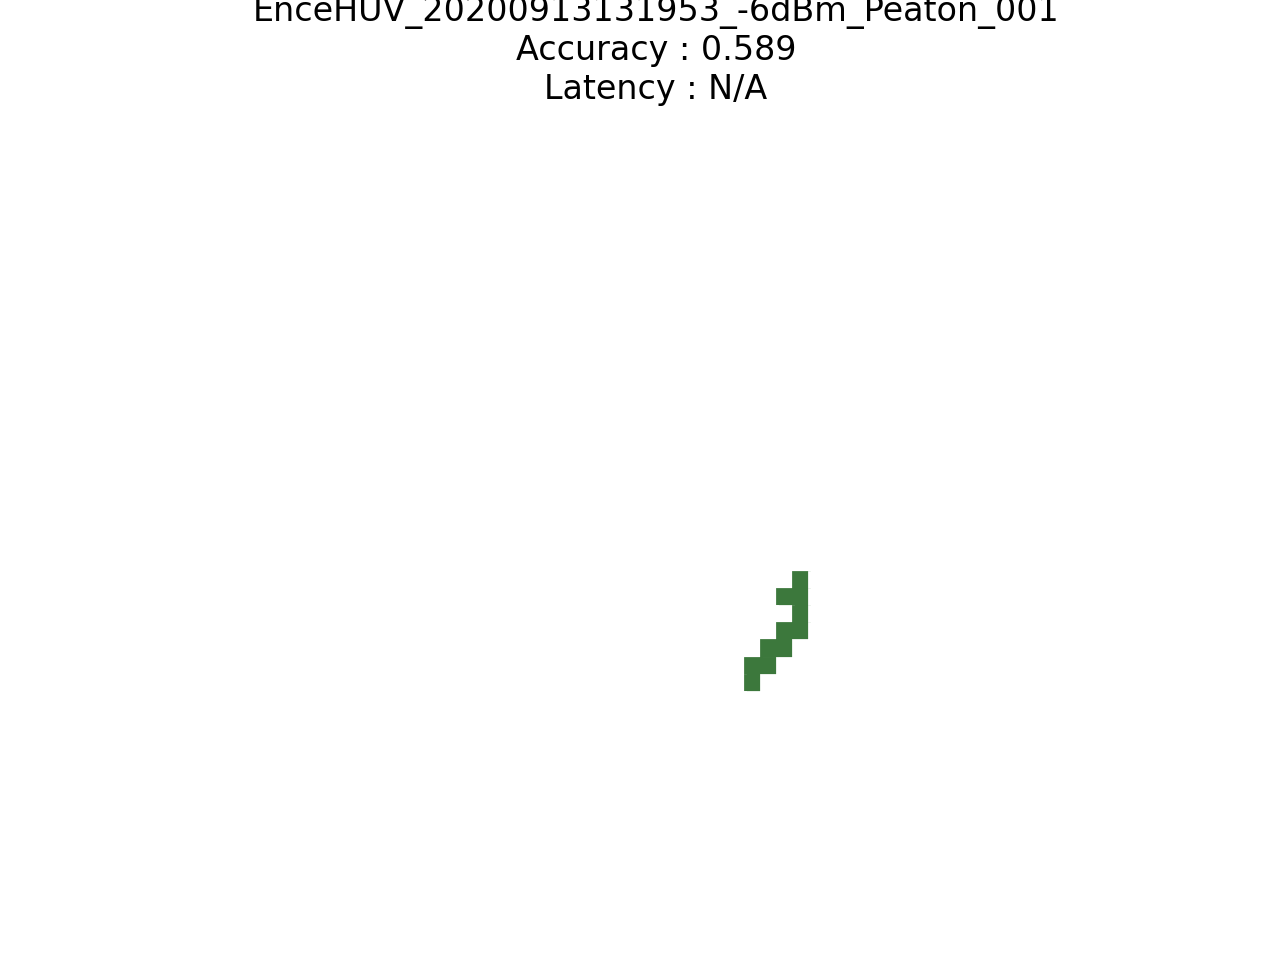 EnceHUV_20200913131953_-6dBm_Peaton_001
Accuracy : 0.589
Latency : N/A